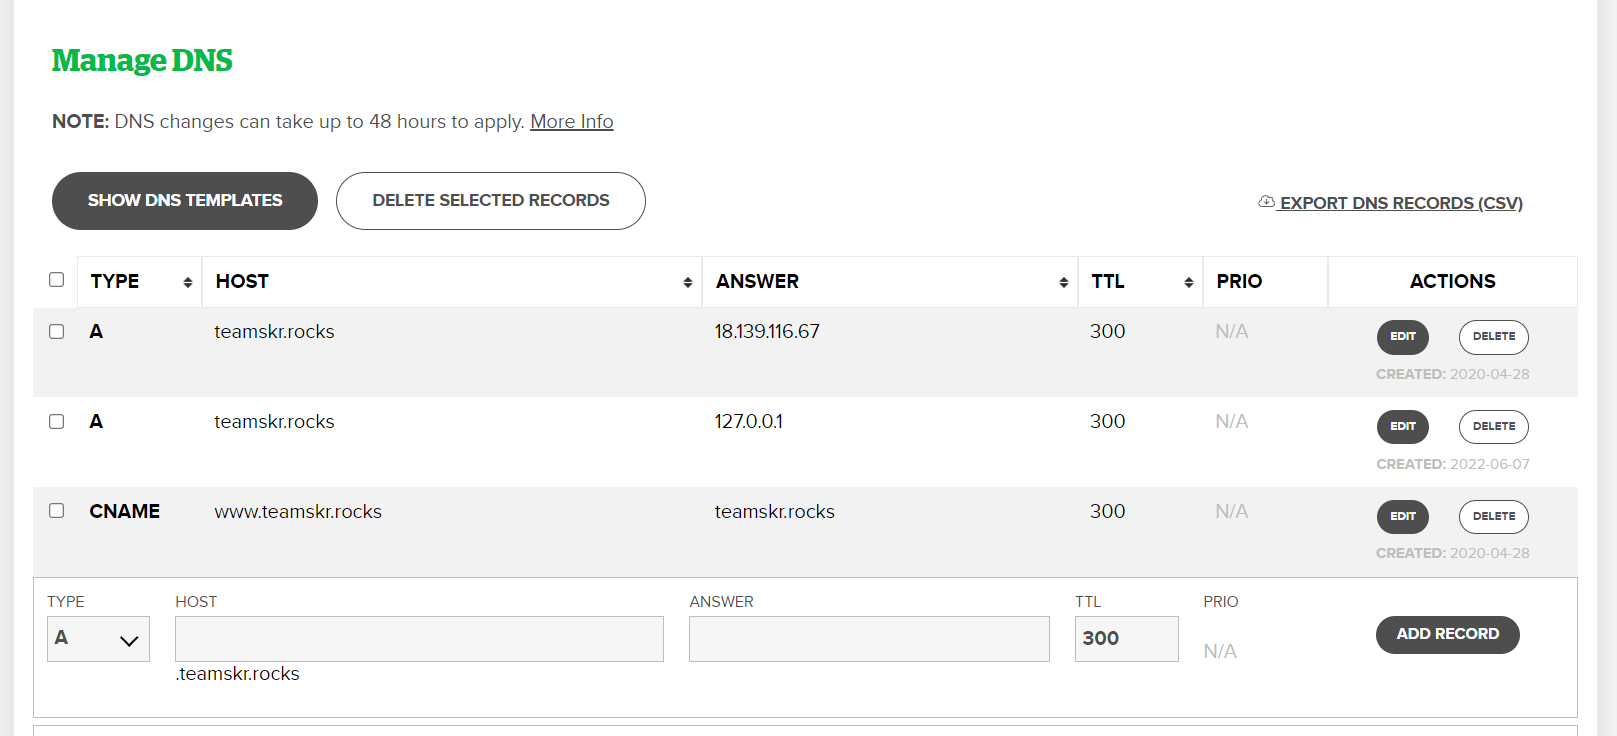 Manage DNS
NOTE: DNS changes can take up to 48 hours to apply. More Info
SHOW DNS TEMPLATES DELETE SELECTED RECORDS EXPORT DNS RECORDS (CSV)
TYPE HOST ANSWER TTL PRIO ACTIONS
A teamskr.rocks 18.139.116.67 300 N/A EDIT DELETE
CREATED: 2020-04-28
A teamskr.rocks 127.0.0.1 300 N/A EDIT DELETE
CREATED: 2022-06-07
CNAME www.teamskr.rocks teamskr.rocks 300 N/A EDIT DELETE
CREATED: 2020-04-28
TYPE HOST ANSWER TTL PRIO
A 300 N/A ADD RECORD
.teamskr.rocks